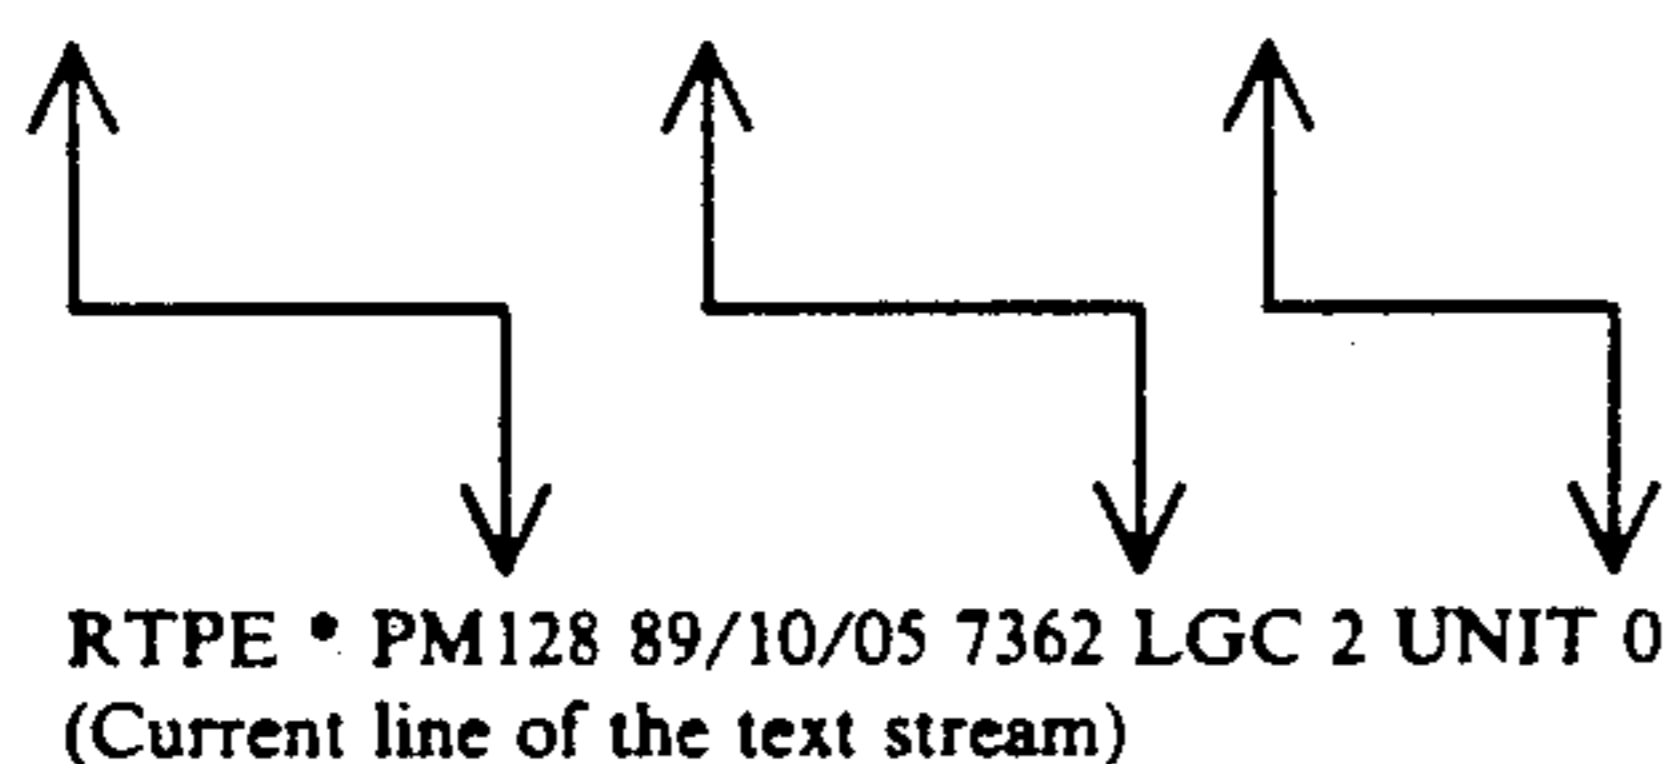 RTPE * PM128 89/10/05 7362 LGC 2 UNIT 0
(Current line of the text stream)